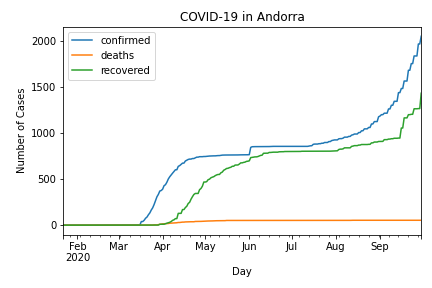 COVID-19 in Andorra
confirmed
deaths
recovered
Number of Cases
2000
1500
1000
500
0
Feb Mar Apr May Jun Jul Aug Sep
2020
Day